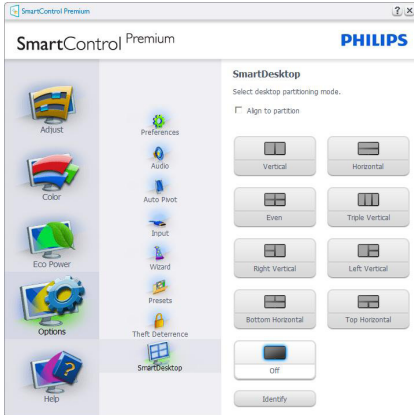 SmartControl Premium
SmartControl Premium
PHILIPS
Adjust
Color
Eco Power
Options
Help
Preferences
Audio
Auto Pivot
Input
Wizard
Presets
Theft Deterrence
SmartDesktop
SmartDesktop
Select desktop partitioning mode.
Align to partition
Vertical
Horizontal
Even
Triple Vertical
Right Vertical
Left Vertical
Bottom Horizontal
Top Horizontal
Off
Identify